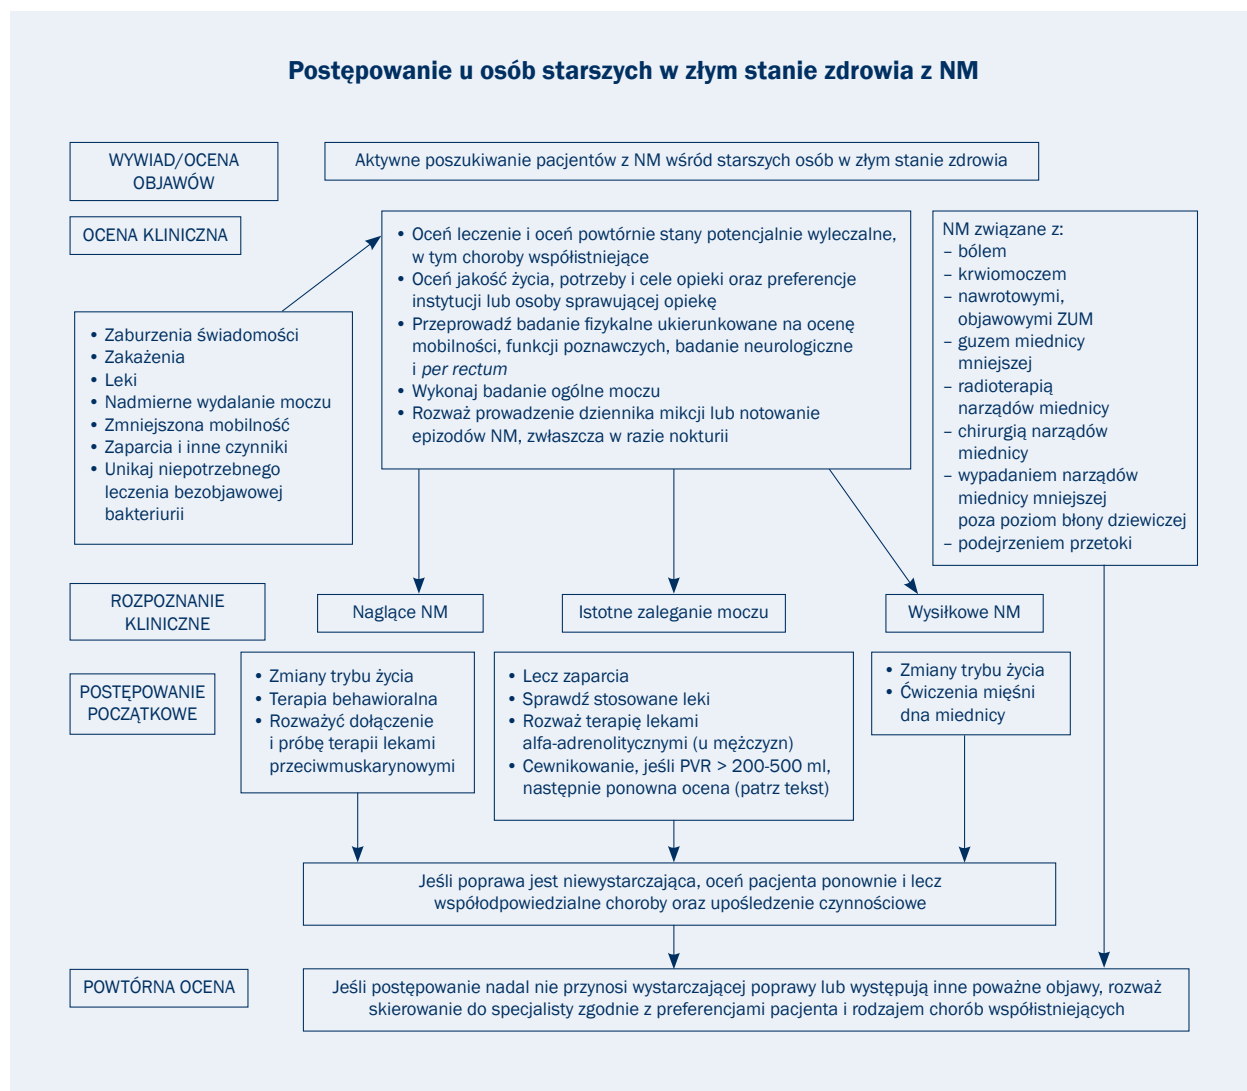 Postępowanie u osób starszych w złym stanie zdrowia z NM
WYWIAD/OCENA
OBJAWÓW
Aktywne poszukiwanie pacjentów z NM wśród starszych osób w złym stanie zdrowia
OCENA KLINICZNA
• Oceń leczenie i oceń powtórnie stany potencjalnie wyleczalne,
w tym choroby współistniejące
• Oceń jakość życia, potrzeby i cele opieki oraz preferencje
instytucji lub osoby sprawującej opiekę
• Przeprowadź badanie fizykalne ukierunkowane na ocenę
mobilności, funkcji poznawczych, badanie neurologiczne
i per rectum
• Wykonaj badanie ogólne moczu
• Rozważ prowadzenie dziennika mikcji lub notowanie
epizodów NM, zwłaszcza w razie nokturii
NM związane z:
– bólem
– krwiomoczem
– nawrotowymi,
objawowymi ZUM
– guzem miednicy
mniejszej
– radioterapią
narządów miednicy
– chirurgią narządów
miednicy
– wypadaniem narządów
miednicy mniejszej
poza poziom błony dziewiczej
– podejrzeniem przetoki
• Zaburzenia świadomości
• Zakażenia
• Leki
• Nadmierne wydalanie moczu
• Zmniejszona mobilność
• Zaparcia i inne czynniki
• Unikaj niepotrzebnego
leczenia bezobjawowej
bakteriurii
ROZPOZNANIE
KLINICZNE
Naglące NM
Istotne zaleganie moczu
Wysiłkowe NM
POSTĘPOWANIE
POCZĄTKOWE
• Zmiany trybu życia
• Terapia behawioralna
• Rozważyć dołączenie
i próbę terapii lekami
przeciwmuskarynowymi
• Lecz zaparcia
• Sprawdź stosowane leki
• Rozważ terapię lekami
alfa-adrenolitycznymi (u mężczyzn)
• Cewnikowanie, jeśli PVR > 200-500 ml,
następnie ponowna ocena (patrz tekst)
• Zmiany trybu życia
• Ćwiczenia mięśni
dna miednicy
Jeśli poprawa jest niewystarczająca, oceń pacjenta ponownie i lecz
współodpowiedzialne choroby oraz upośledzenie czynnościowe
POWTÓRNA OCENA
Jeśli postępowanie nadal nie przynosi wystarczającej poprawy lub występują inne poważne objawy, rozważ
skierowanie do specjalisty zgodnie z preferencjami pacjenta i rodzajem chorób współistniejących